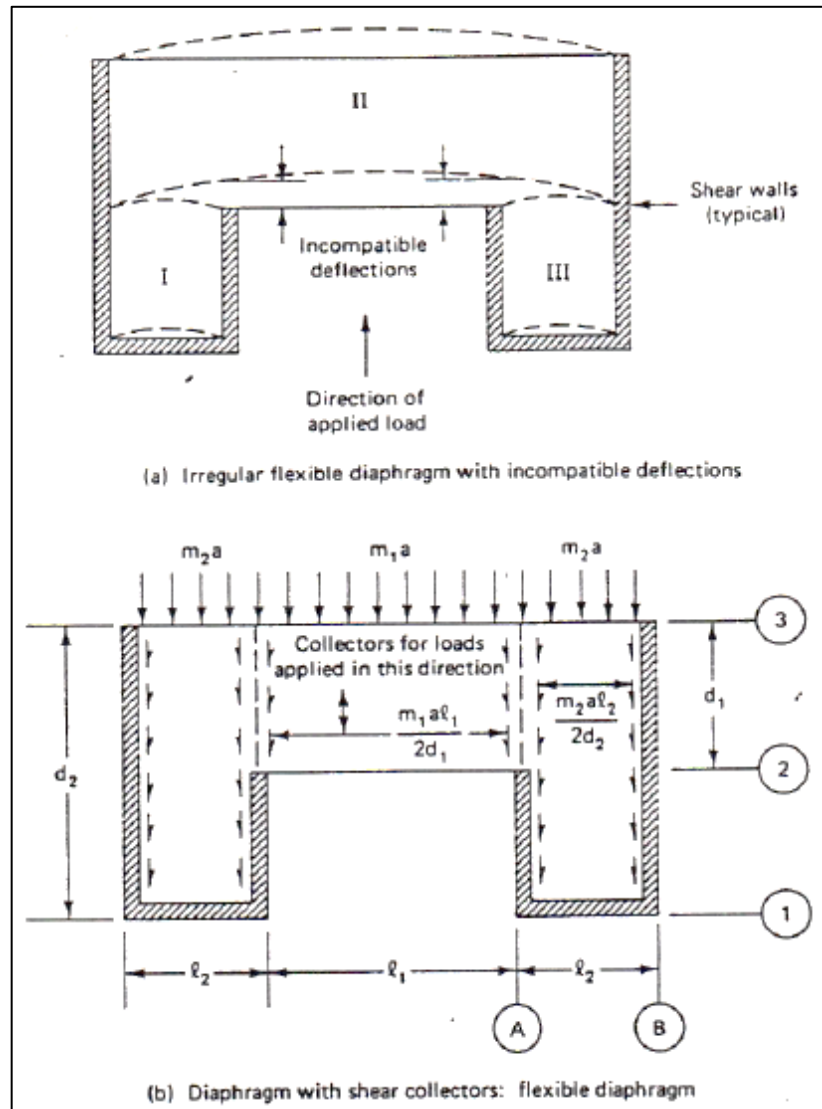 II
Shear walls
(typical)
Incompatible
deflections
I
III
Direction of
applied load
(a) Irregular flexible diaphragm with incompatible deflections
m₂a
m₁a
m₂a
3
Collectors for loads
applied in this direction
d₁
m₁aℓ₁
2d₁
m₂aℓ₂
2d₂
d₂
2
1
ℓ₂
ℓ₁
ℓ₂
A
B
(b) Diaphragm with shear collectors: flexible diaphragm